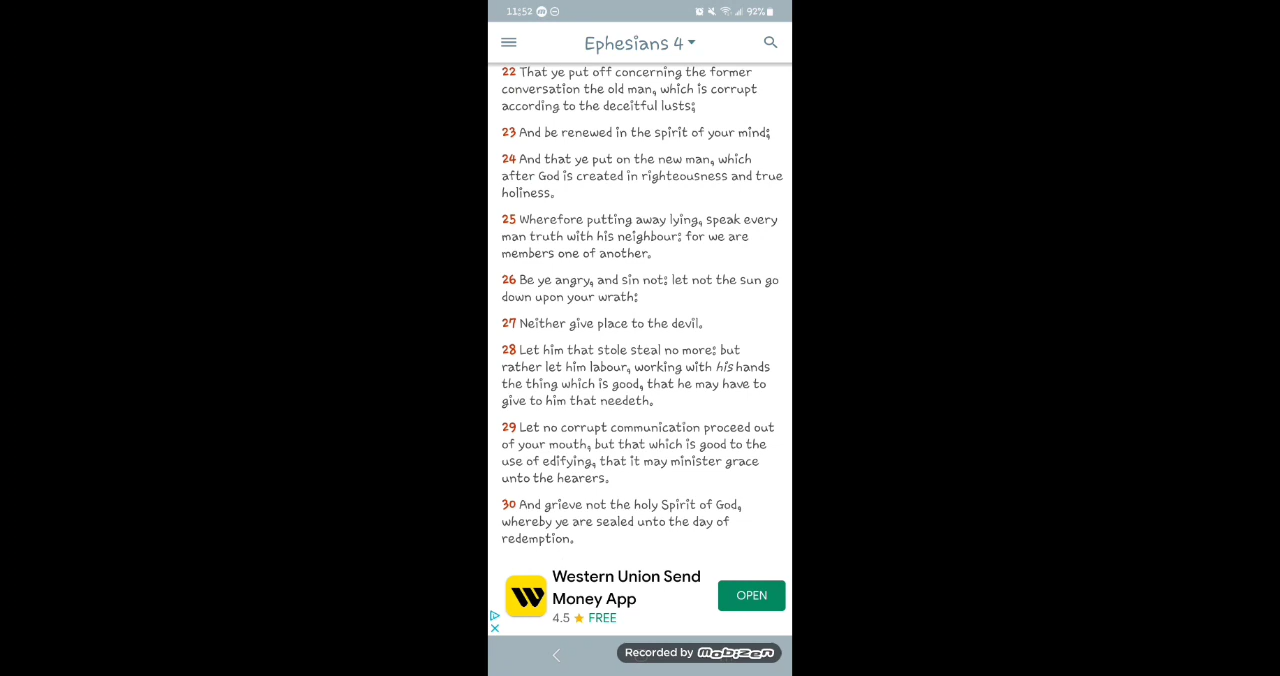 11:52 92%
Ephesians 4
22 That ye put off concerning the former
conversation the old man, which is corrupt
according to the deceitful lusts;
23 And be renewed in the spirit of your mind;
24 And that ye put on the new man, which
after God is created in righteousness and true
holiness.
25 Wherefore putting away lying, speak every
man truth with his neighbour: for we are
members one of another.
26 Be ye angry, and sin not: let not the sun go
down upon your wrath:
27 Neither give place to the devil.
28 Let him that stole steal no more: but
rather let him labour, working with his hands
the thing which is good, that he may have to
give to him that needeth.
29 Let no corrupt communication proceed out
of your mouth, but that which is good to the
use of edifying, that it may minister grace
unto the hearers.
30 And grieve not the holy Spirit of God,
whereby ye are sealed unto the day of
redemption.
Western Union Send
Money App
OPEN
4.5 ★ FREE
Recorded by mobizen